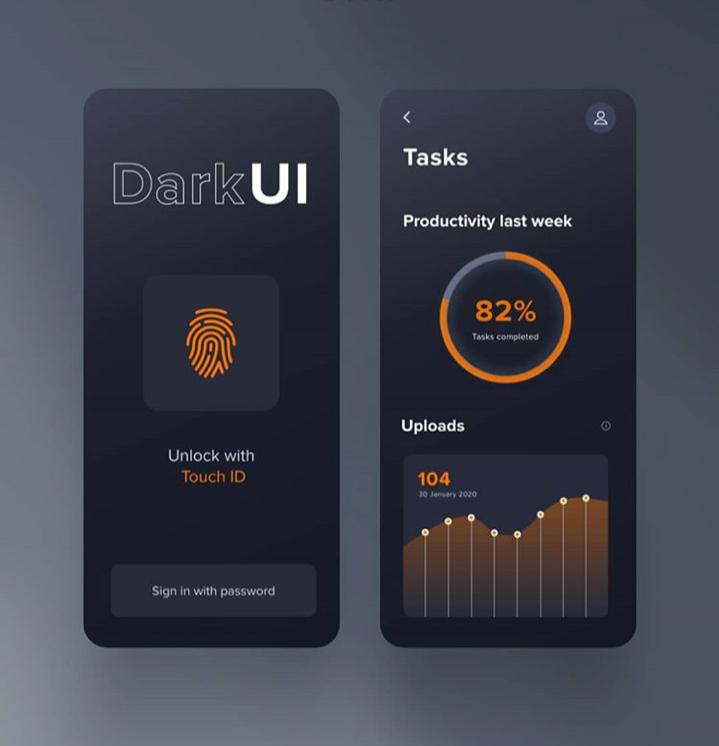 DarkUI
Unlock with
Touch ID
Sign in with password
Tasks
Productivity last week
82%
Tasks completed
Uploads
104
30 January 2020